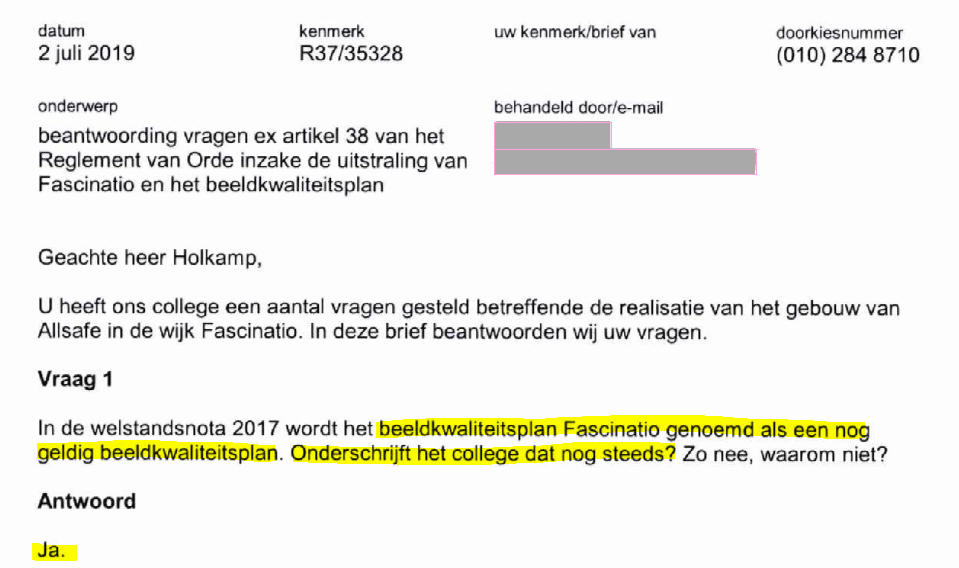 datum kenmerk uw kenmerk/brief van doorkiesnummer
2 juli 2019 R37/35328 (010) 284 8710
onderwerp behandeld door/e-mail
beantwoording vragen ex artikel 38 van het
Reglement van Orde inzake de uitstraling van
Fascinatio en het beeldkwaliteitsplan
Geachte heer Holkamp,
U heeft ons college een aantal vragen gesteld betreffende de realisatie van het gebouw van
Allsafe in de wijk Fascinatio. In deze brief beantwoorden wij uw vragen.
Vraag 1
In de welstandsnota 2017 wordt het beeldkwaliteitsplan Fascinatio genoemd als een nog
geldig beeldkwaliteitsplan. Onderschrijft het college dat nog steeds? Zo nee, waarom niet?
Antwoord
Ja.